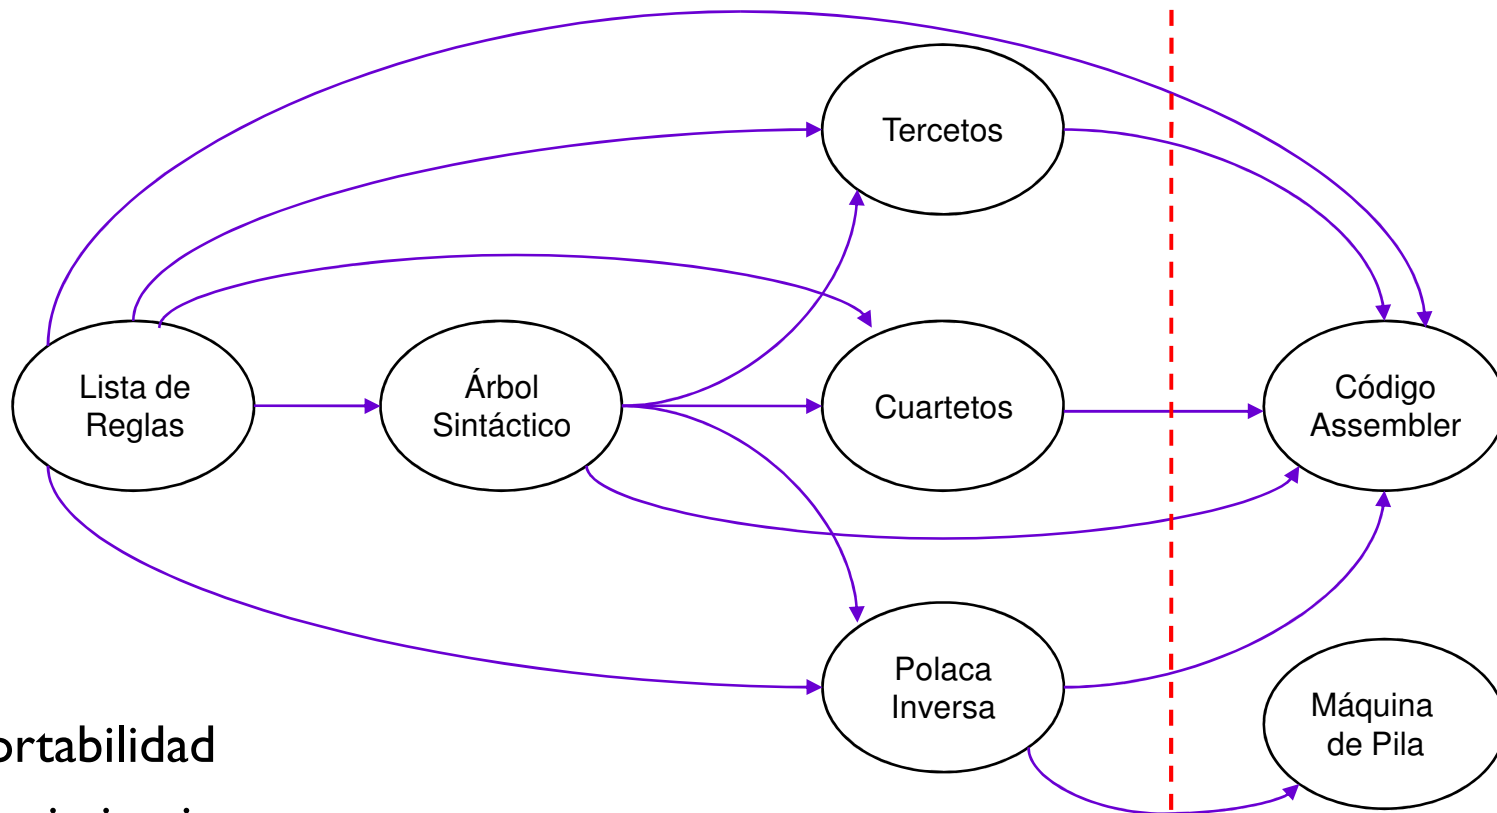 Tercetos
Lista de
Reglas
Árbol
Sintáctico
Cuartetos
Código
Assembler
Polaca
Inversa
Máquina
de Pila
ortabilidad